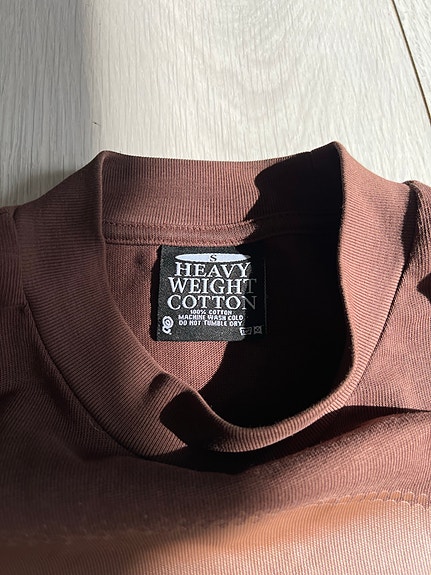 S
HEAVY
WEIGHT
COTTON
100% COTTON
MACHINE WASH COLD
DO NOT TUMBLE DRY